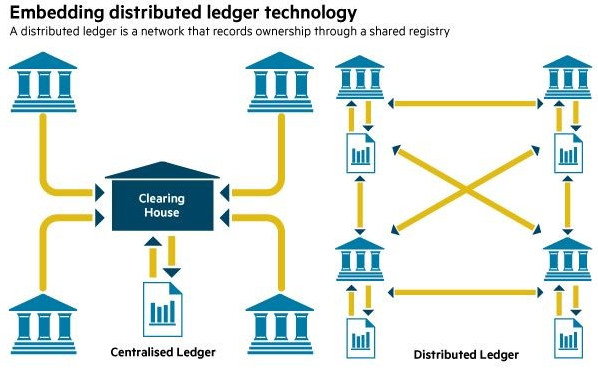 Embedding distributed ledger technology
A distributed ledger is a network that records ownership through a shared registry
Clearing
House
Centralised Ledger
Distributed Ledger